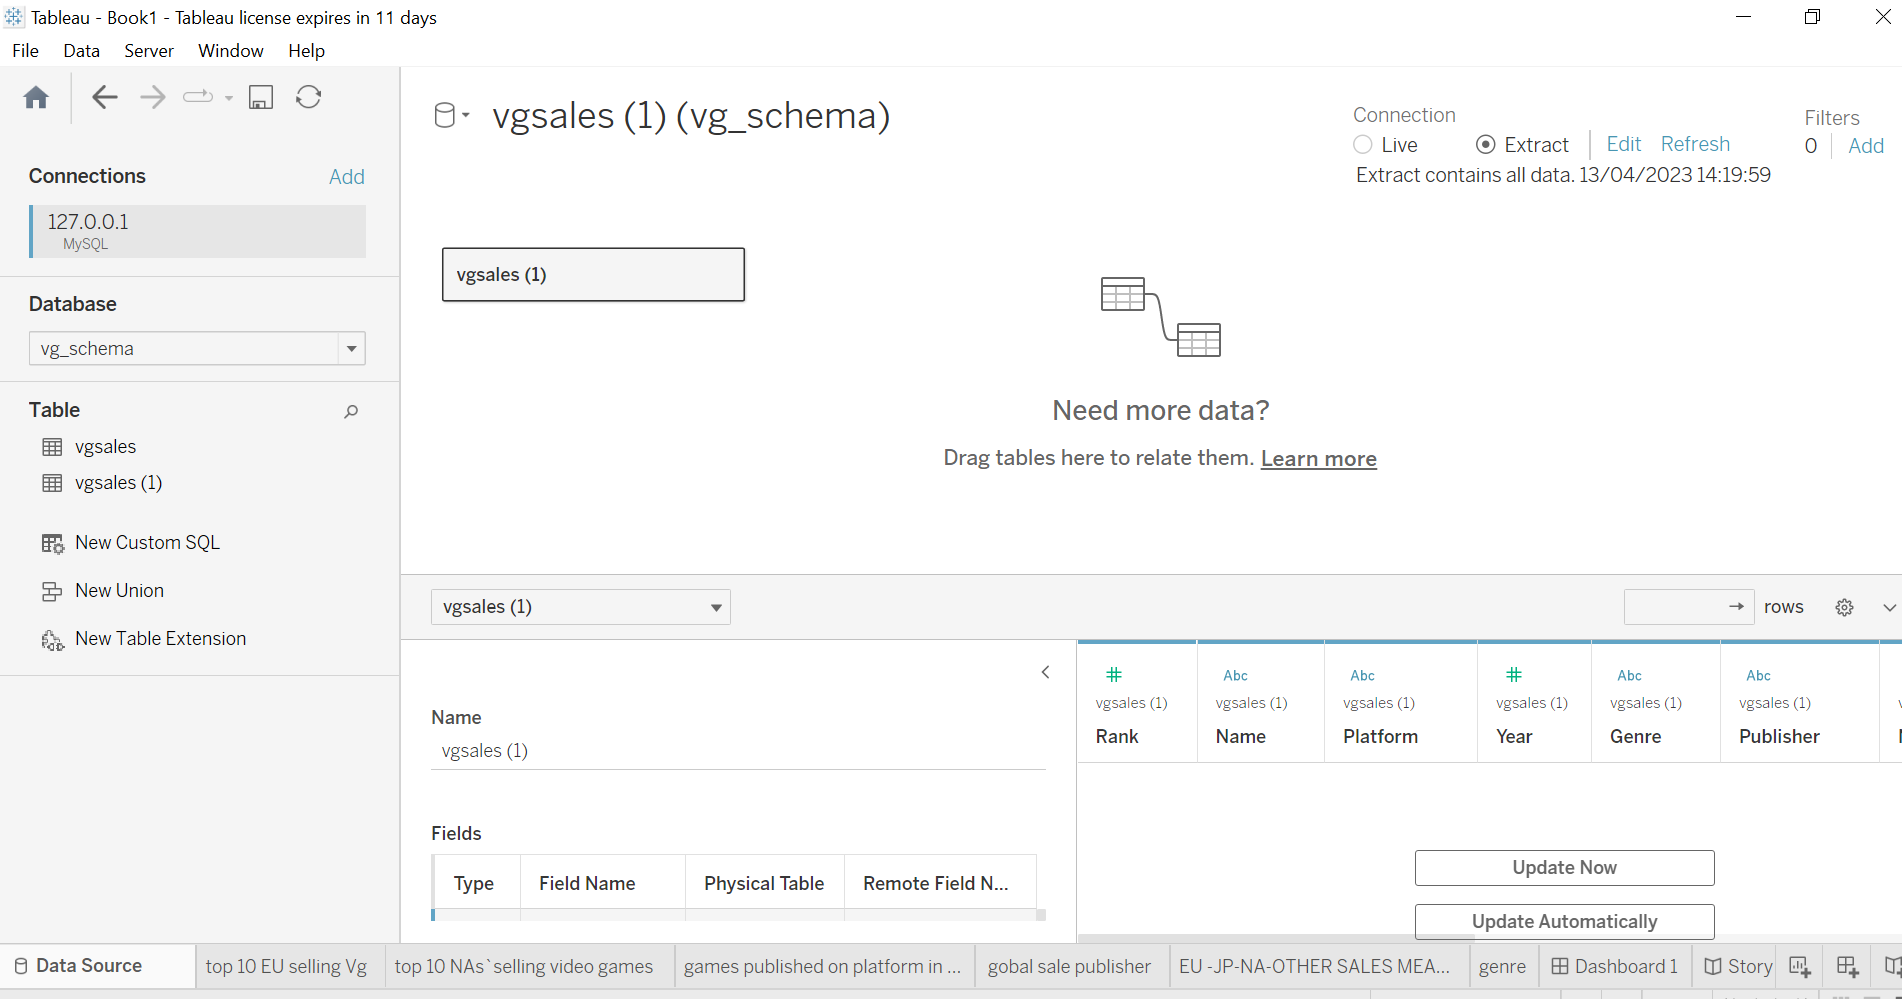 Tableau - Book1 - Tableau license expires in 11 days
File Data Server Window Help
Connections Add
127.0.0.1
MySQL
Database
vg_schema
Table
vgsales
vgsales (1)
New Custom SQL
New Union
New Table Extension
vgsales (1) (vg_schema)
Connection
Live Extract Edit Refresh
Extract contains all data. 13/04/2023 14:19:59
Filters
0 Add
vgsales (1)
Need more data?
Drag tables here to relate them. Learn more
vgsales (1) rows
Name
vgsales (1)
Fields
Type Field Name Physical Table Remote Field N...
# Abc Abc # Abc Abc
vgsales (1) vgsales (1) vgsales (1) vgsales (1) vgsales (1) vgsales (1)
Rank Name Platform Year Genre Publisher
Update Now
Update Automatically
Data Source top 10 EU selling Vg top 10 NAs`selling video games games published on platform in ... gobal sale publisher EU -JP-NA-OTHER SALES MEA... genre Dashboard 1 Story